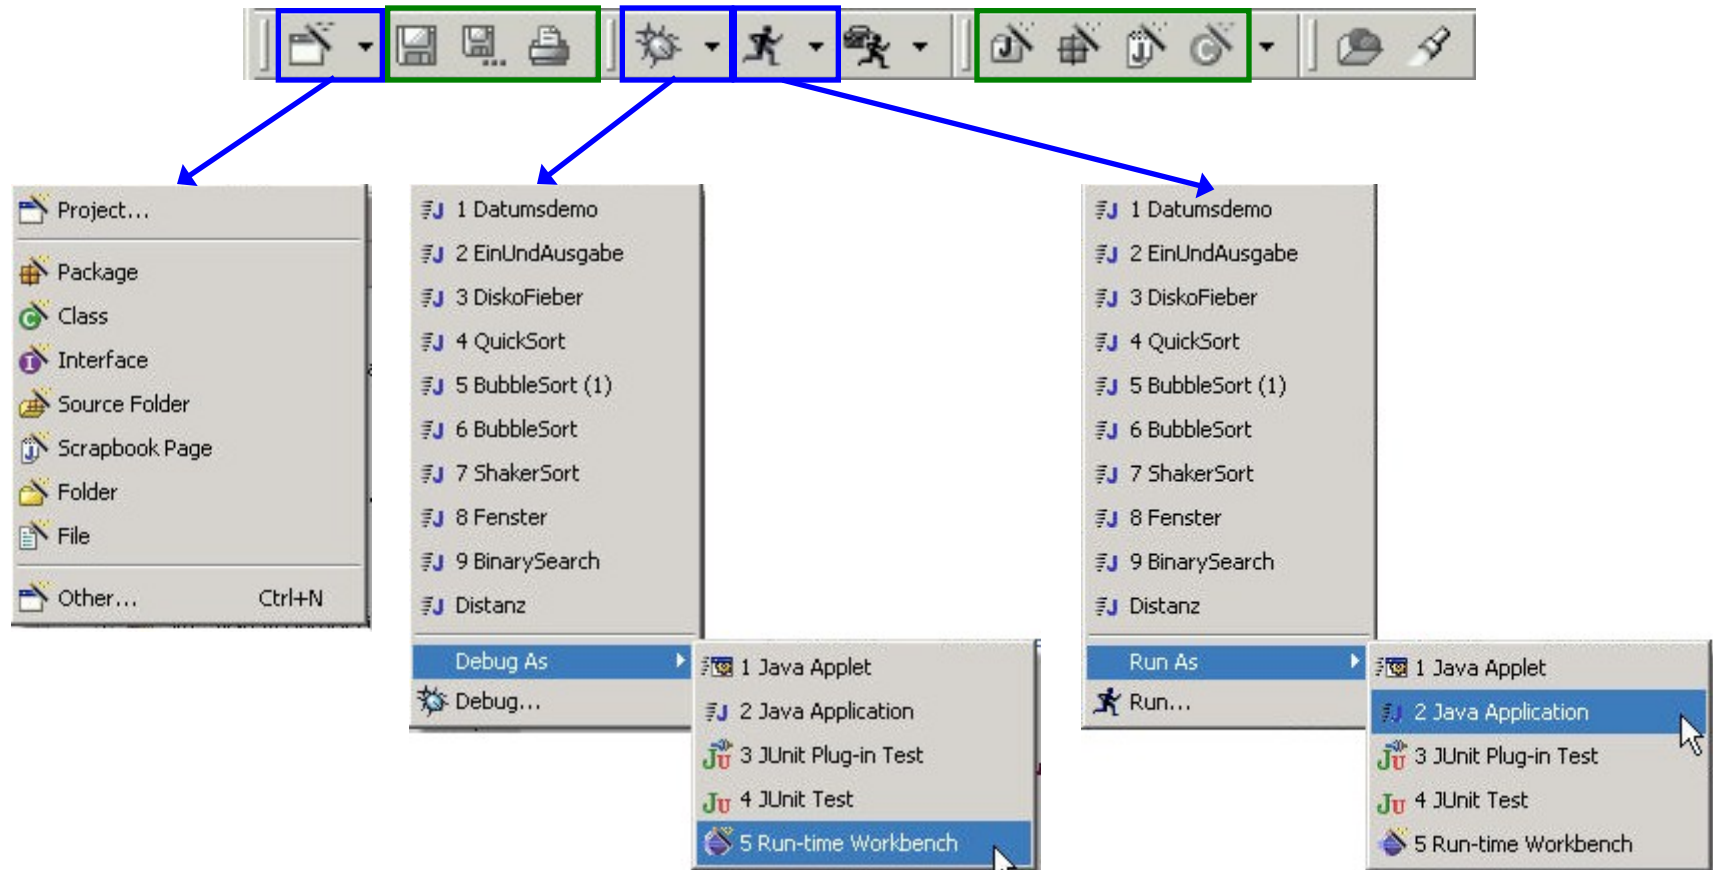 Project...
Package
Class
Interface
Source Folder
Scrapbook Page
Folder
File
Other... Ctrl+N
1 Datumsdemo
2 EinUndAusgabe
3 DiskoFieber
4 QuickSort
5 BubbleSort (1)
6 BubbleSort
7 ShakerSort
8 Fenster
9 BinarySearch
Distanz
Debug As
Debug...
1 Java Applet
2 Java Application
3 JUnit Plug-in Test
4 JUnit Test
5 Run-time Workbench
1 Datumsdemo
2 EinUndAusgabe
3 DiskoFieber
4 QuickSort
5 BubbleSort (1)
6 BubbleSort
7 ShakerSort
8 Fenster
9 BinarySearch
Distanz
Run As
Run...
1 Java Applet
2 Java Application
3 JUnit Plug-in Test
4 JUnit Test
5 Run-time Workbench